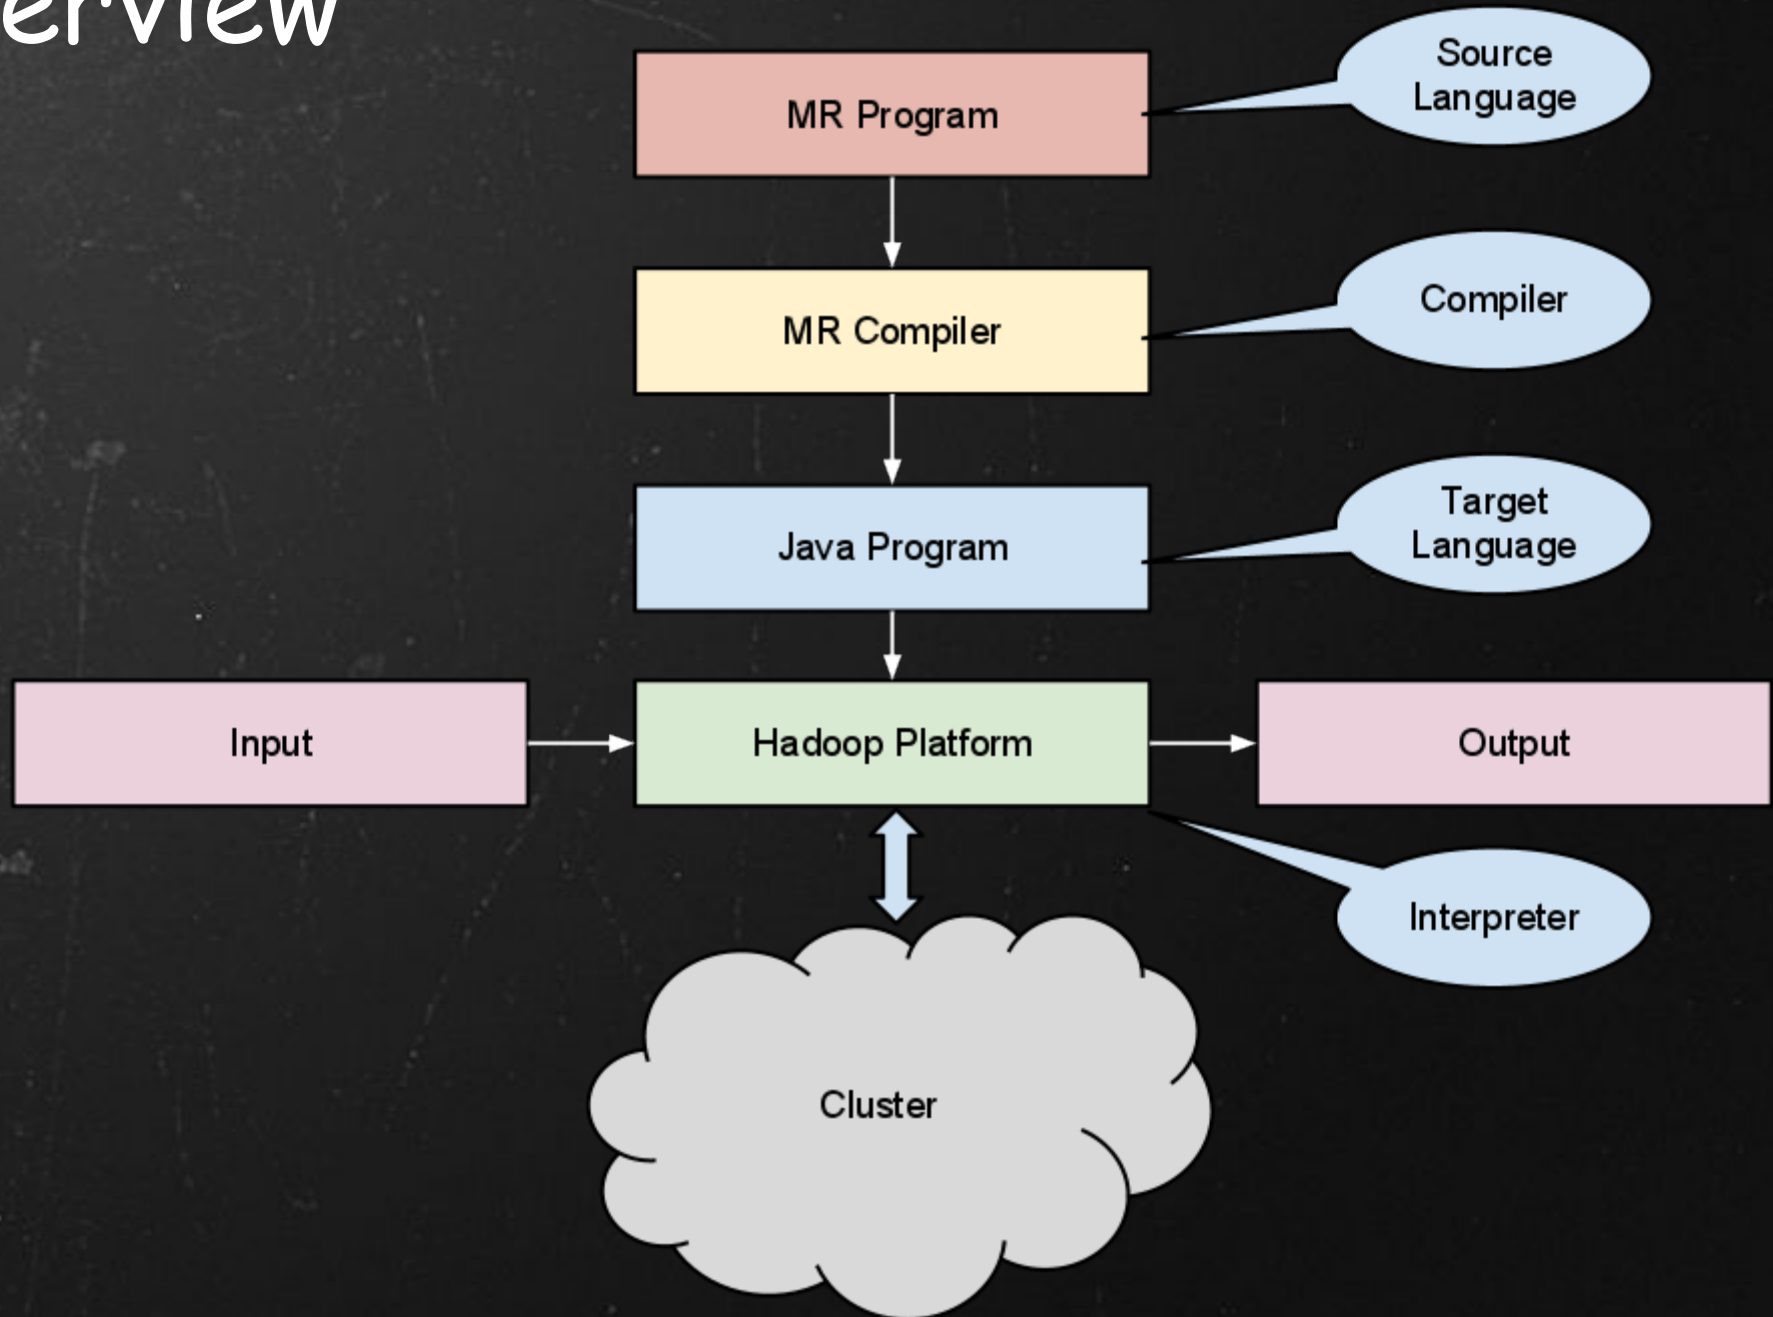 erview
MR Program
Source
Language
MR Compiler
Compiler
Java Program
Target
Language
Input
Hadoop Platform
Output
Interpreter
Cluster